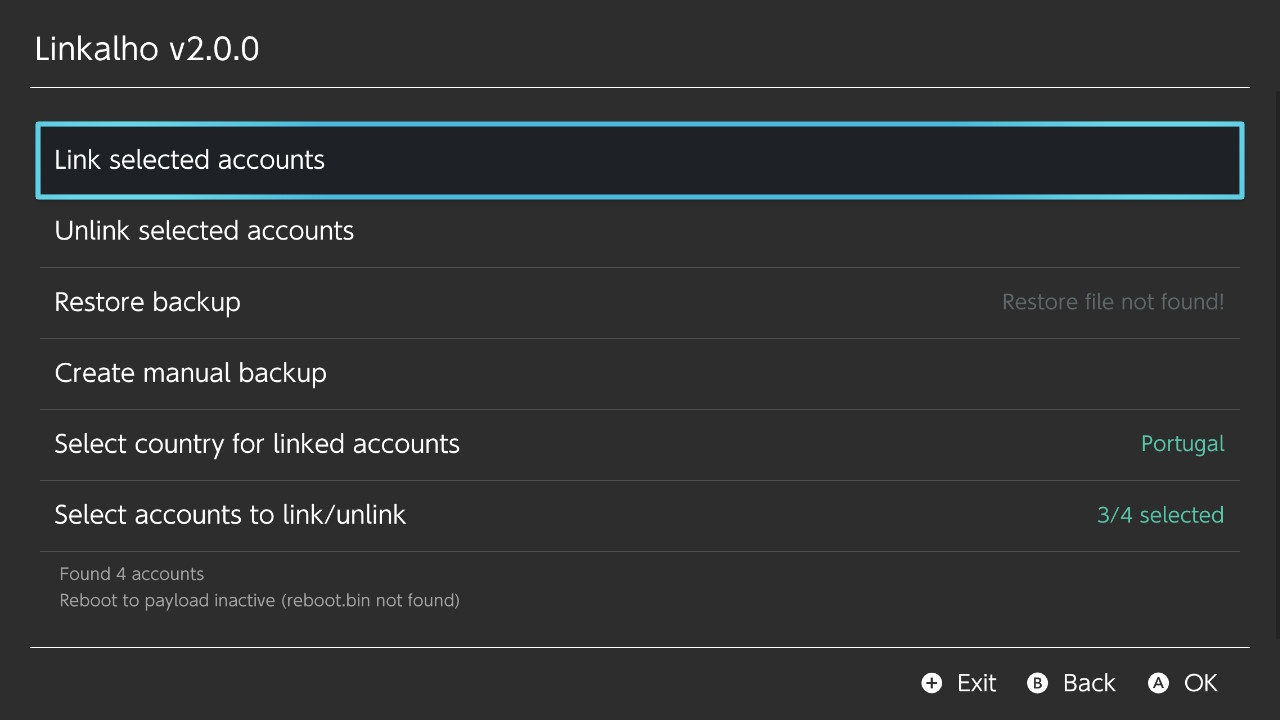 Linkalho v2.0.0
Link selected accounts
Unlink selected accounts
Restore backup Restore file not found!
Create manual backup
Select country for linked accounts Portugal
Select accounts to link/unlink 3/4 selected
Found 4 accounts
Reboot to payload inactive (reboot.bin not found)
+ Exit B Back A OK